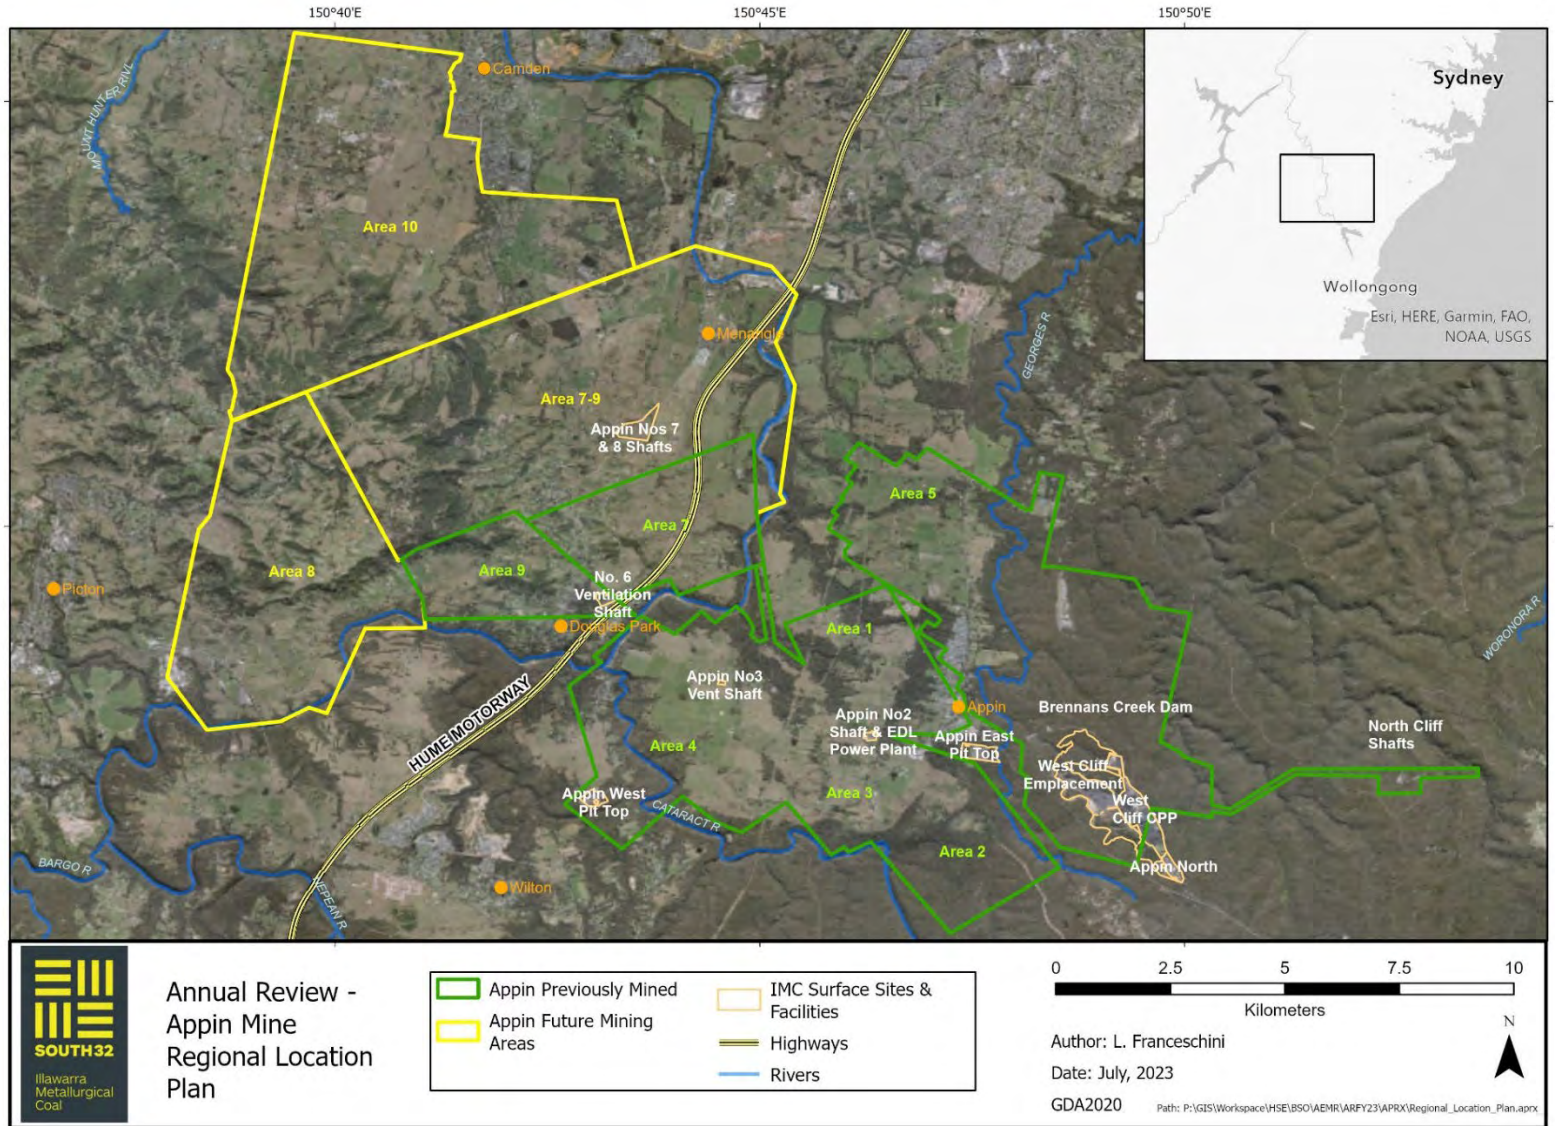 150°40'E
150°45'E
150°50'E
MOUNT HUNTER RIVL
Camden
Sydney
Wollongong
Esri, HERE, Garmin, FAO,
NOAA, USGS
Area 10
GEORGES R
Menangle
Area 7-9
Appin Nos 7
& 8 Shafts
Area 5
Area 7
Area 8
Area 9
Picton
No. 6
Ventilation
Shaft
Douglas Park
Area 1
WORONORA R
Appin No3
Vent Shaft
HUME MOTORWAY
Appin
Brennans Creek Dam
Appin No2
Shaft & EDL
Power Plant
Appin East
Pit Top
North Cliff
Shafts
Area 4
West Cliff
Emplacement
Appin West
Pit Top
Area 3
West
Cliff CPP
CATARACT R
Area 2
Appin North
BARGO R
NEPEAN R
Wilton
SOUTH32
Illawarra
Metallurgical
Coal
Annual Review -
Appin Mine
Regional Location
Plan
Appin Previously Mined
Appin Future Mining
Areas
IMC Surface Sites &
Facilities
Highways
Rivers
0 2.5 5 7.5 10
Kilometers
N
Author: L. Franceschini
Date: July, 2023
GDA2020
Path: P:\GIS\Workspace\HSE\BSO\AEMR\ARFY23\APRX\Regional_Location_Plan.aprx